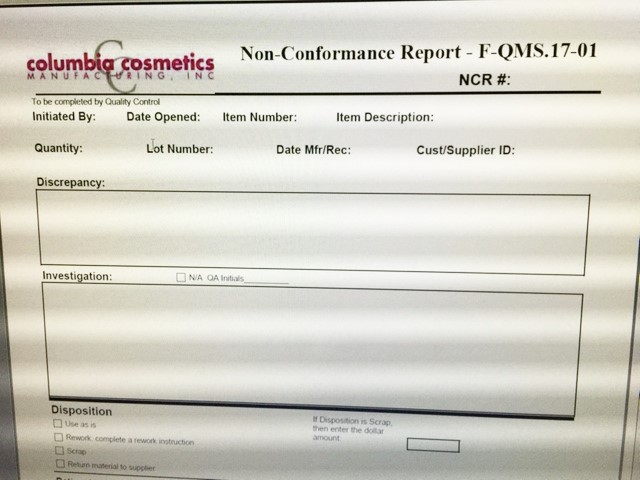 columbia cosmetics
MANUFACTURING, INC
Non-Conformance Report - F-QMS.17-01
NCR #:
To be completed by Quality Control
Initiated By: Date Opened: Item Number: Item Description:
Quantity: Lot Number: Date Mfr/Rec: Cust/Supplier ID:
Discrepancy:
Investigation: N/A QA Initials
Disposition
Use as is
Rework: complete a rework instruction
Scrap
Return material to supplier
If Disposition is Scrap,
then enter the dollar
amount